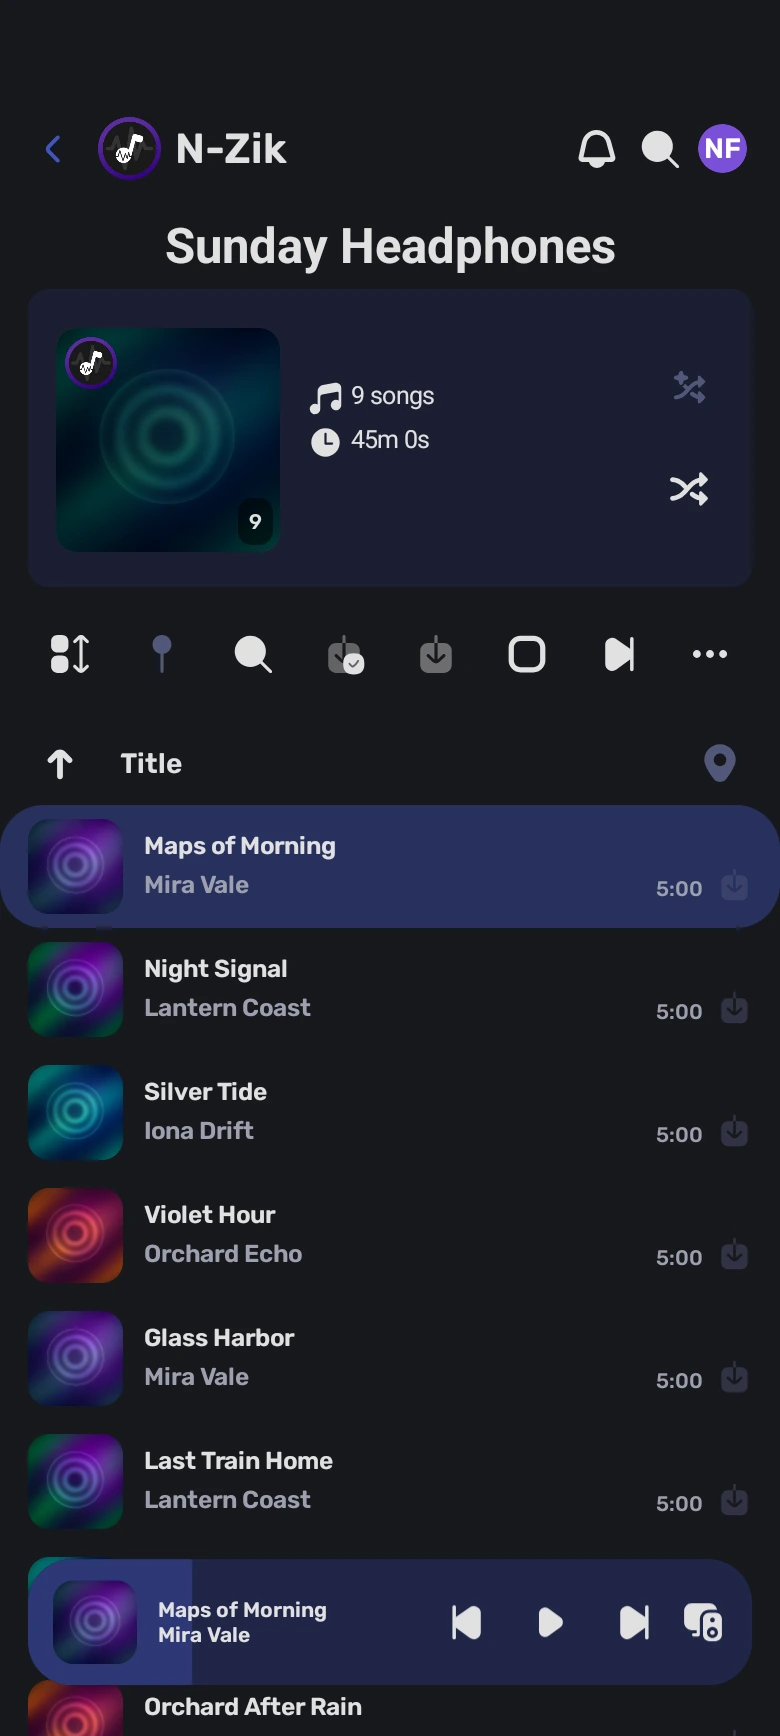 N-Zik
NF
Sunday Headphones
9 songs
45m 0s
9
Title
Maps of Morning
Mira Vale
5:00
Night Signal
Lantern Coast
5:00
Silver Tide
Iona Drift
5:00
Violet Hour
Orchard Echo
5:00
Glass Harbor
Mira Vale
5:00
Last Train Home
Lantern Coast
5:00
Maps of Morning
Mira Vale
Orchard After Rain